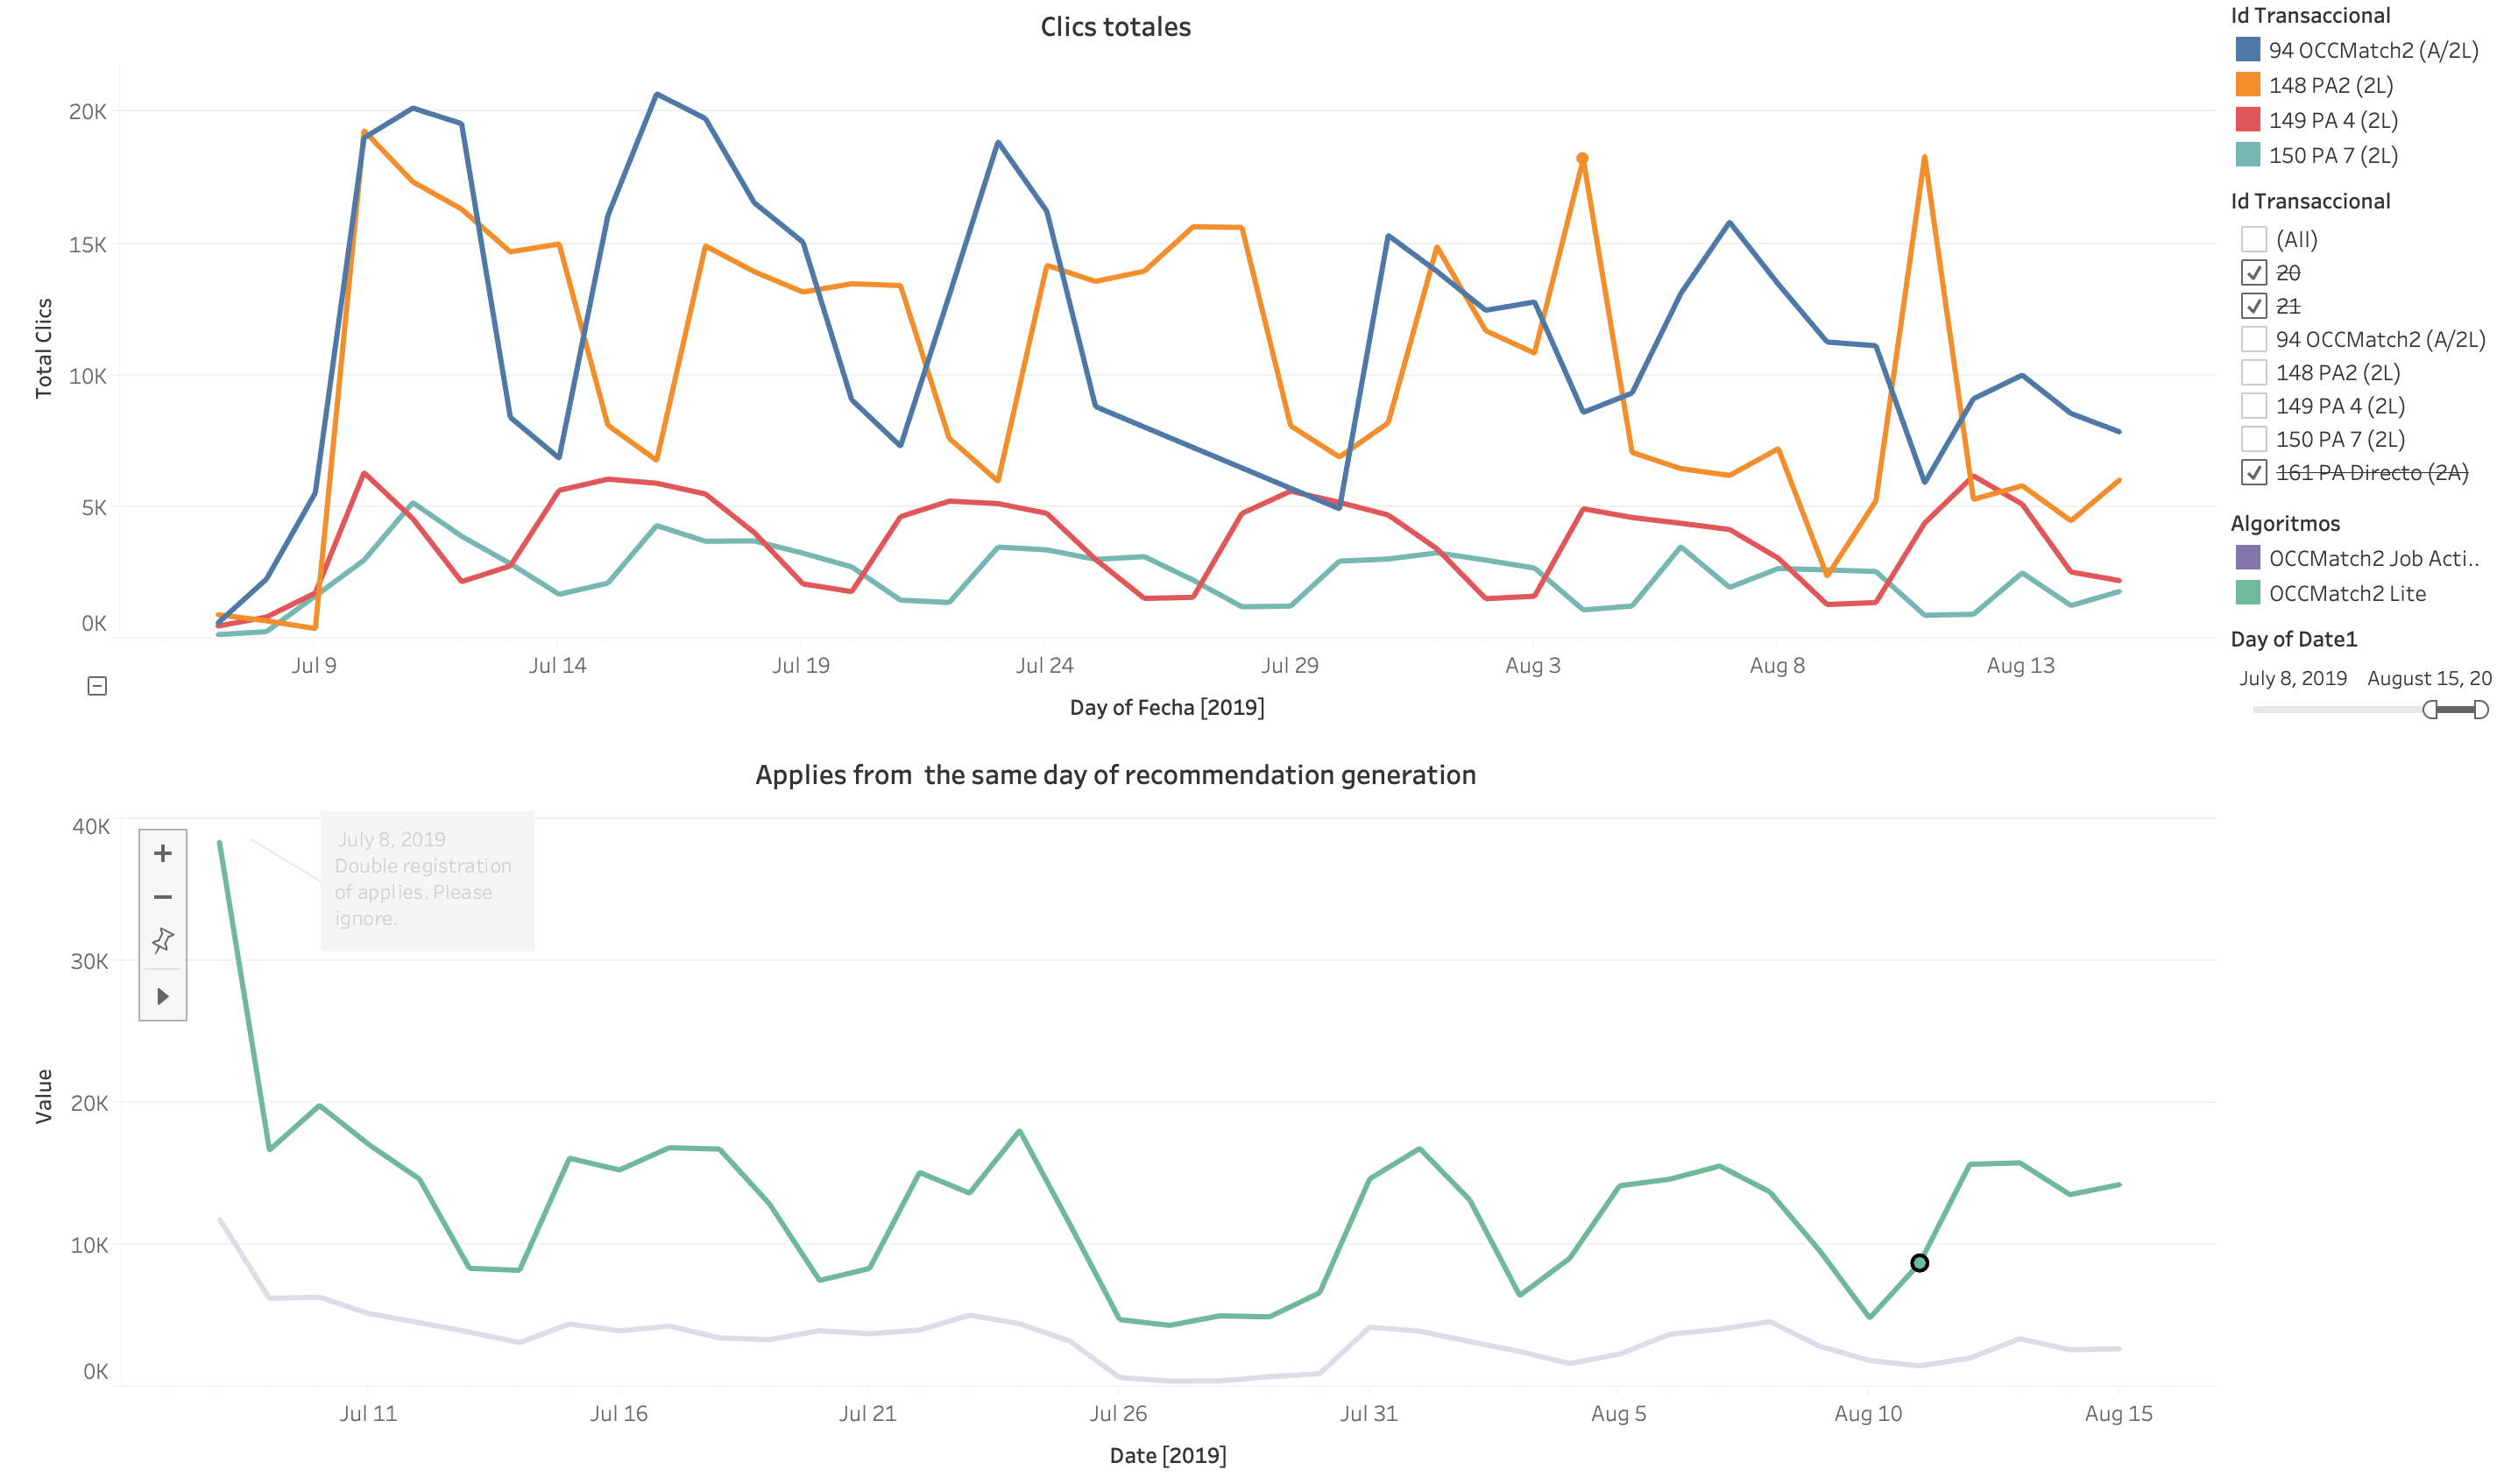 Clics totales
20K
15K
10K
5K
0K
Total Clics
Jul 9
Jul 14
Jul 19
Jul 24
Jul 29
Aug 3
Aug 8
Aug 13
Day of Fecha [2019]
Id Transaccional
94 OCCMatch2 (A/2L)
148 PA2 (2L)
149 PA 4 (2L)
150 PA 7 (2L)
Id Transaccional
(All)
20
21
94 OCCMatch2 (A/2L)
148 PA2 (2L)
149 PA 4 (2L)
150 PA 7 (2L)
161 PA Directo (2A)
Algoritmos
OCCMatch2 Job Acti..
OCCMatch2 Lite
Day of Date1
July 8, 2019 August 15, 20
Applies from  the same day of recommendation generation
40K
30K
20K
10K
0K
Value
July 8, 2019
Double registration
of applies. Please
ignore.
Jul 11
Jul 16
Jul 21
Jul 26
Jul 31
Aug 5
Aug 10
Aug 15
Date [2019]